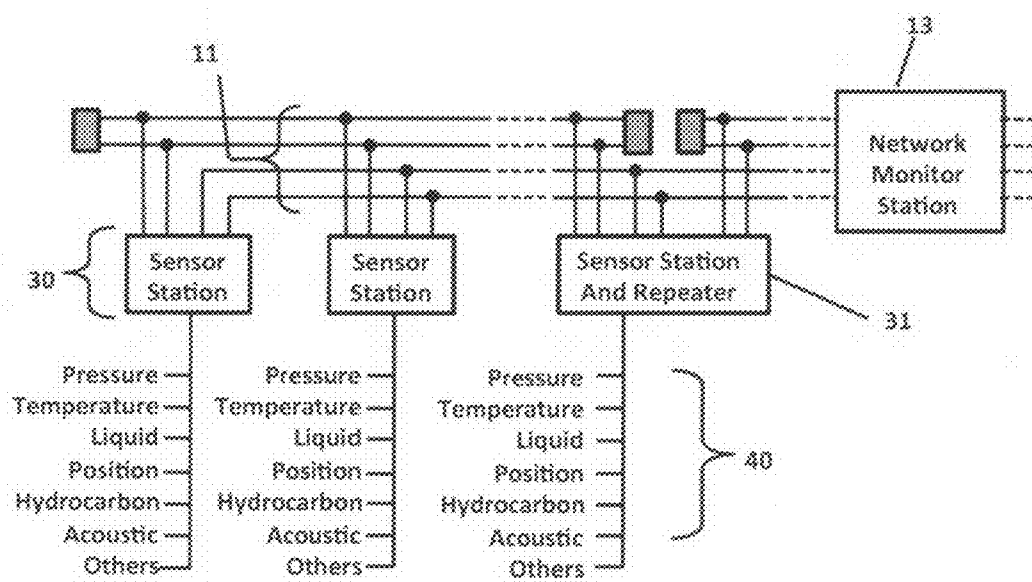 11
13
Network
Monitor
Station
30
Sensor
Station
Sensor
Station
Sensor Station
And Repeater
31
Pressure
Temperature
Liquid
Position
Hydrocarbon
Acoustic
Others
Pressure
Temperature
Liquid
Position
Hydrocarbon
Acoustic
Others
Pressure
Temperature
Liquid
Position
Hydrocarbon
Acoustic
Others
40